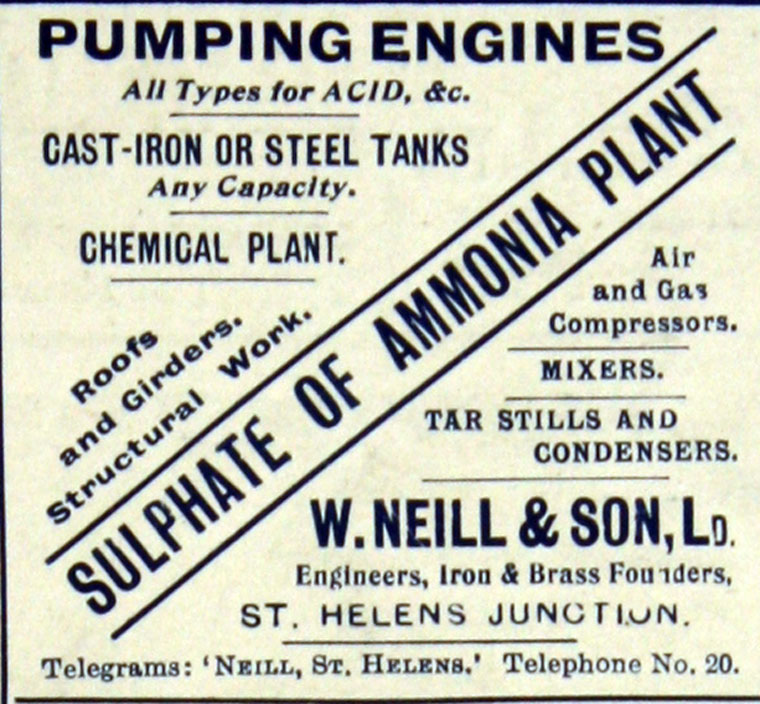 PUMPING ENGINES
All Types for ACID, &c.
CAST-IRON OR STEEL TANKS
Any Capacity.
CHEMICAL PLANT.
Roofs
and Girders.
Structural Work.
SULPHATE OF AMMONIA PLANT
Air
and Gas
Compressors.
MIXERS.
TAR STILLS AND
CONDENSERS.
W. NEILL & SON, LD.
Engineers, Iron & Brass Founders,
ST. HELENS JUNCTION.
Telegrams: 'NEILL, ST. HELENS.' Telephone No. 20.